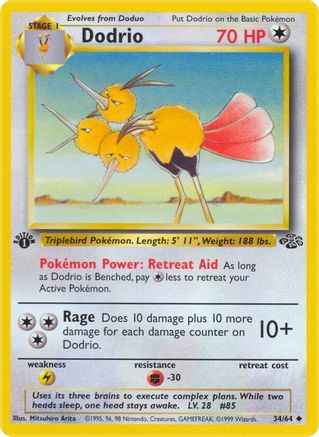 STAGE 1
Evolves from Doduo
Put Dodrio on the Basic Pokémon
Dodrio
70 HP
EDITION
1
Triplebird Pokémon. Length: 5' 11", Weight: 188 lbs.
Pokémon Power: Retreat Aid As long
as Dodrio is Benched, pay less to retreat your
Active Pokémon.
Rage Does 10 damage plus 10 more
damage for each damage counter on
Dodrio.
10+
weakness
resistance
retreat cost
-30
Uses its three brains to execute complex plans. While two
heads sleep, one head stays awake. LV. 28 #85
Illus. Mitsuhiro Arita
©1995, 96, 98 Nintendo, Creatures, GAMEFREAK. ©1999 Wizards.
34/64